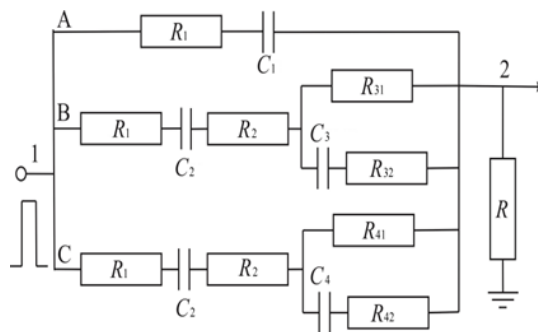 A
R₁
C₁
2
R₃₁
B
R₁
C₂
R₂
C₃
R₃₂
1
R
C
R₁
C₂
R₂
R₄₁
C₄
R₄₂